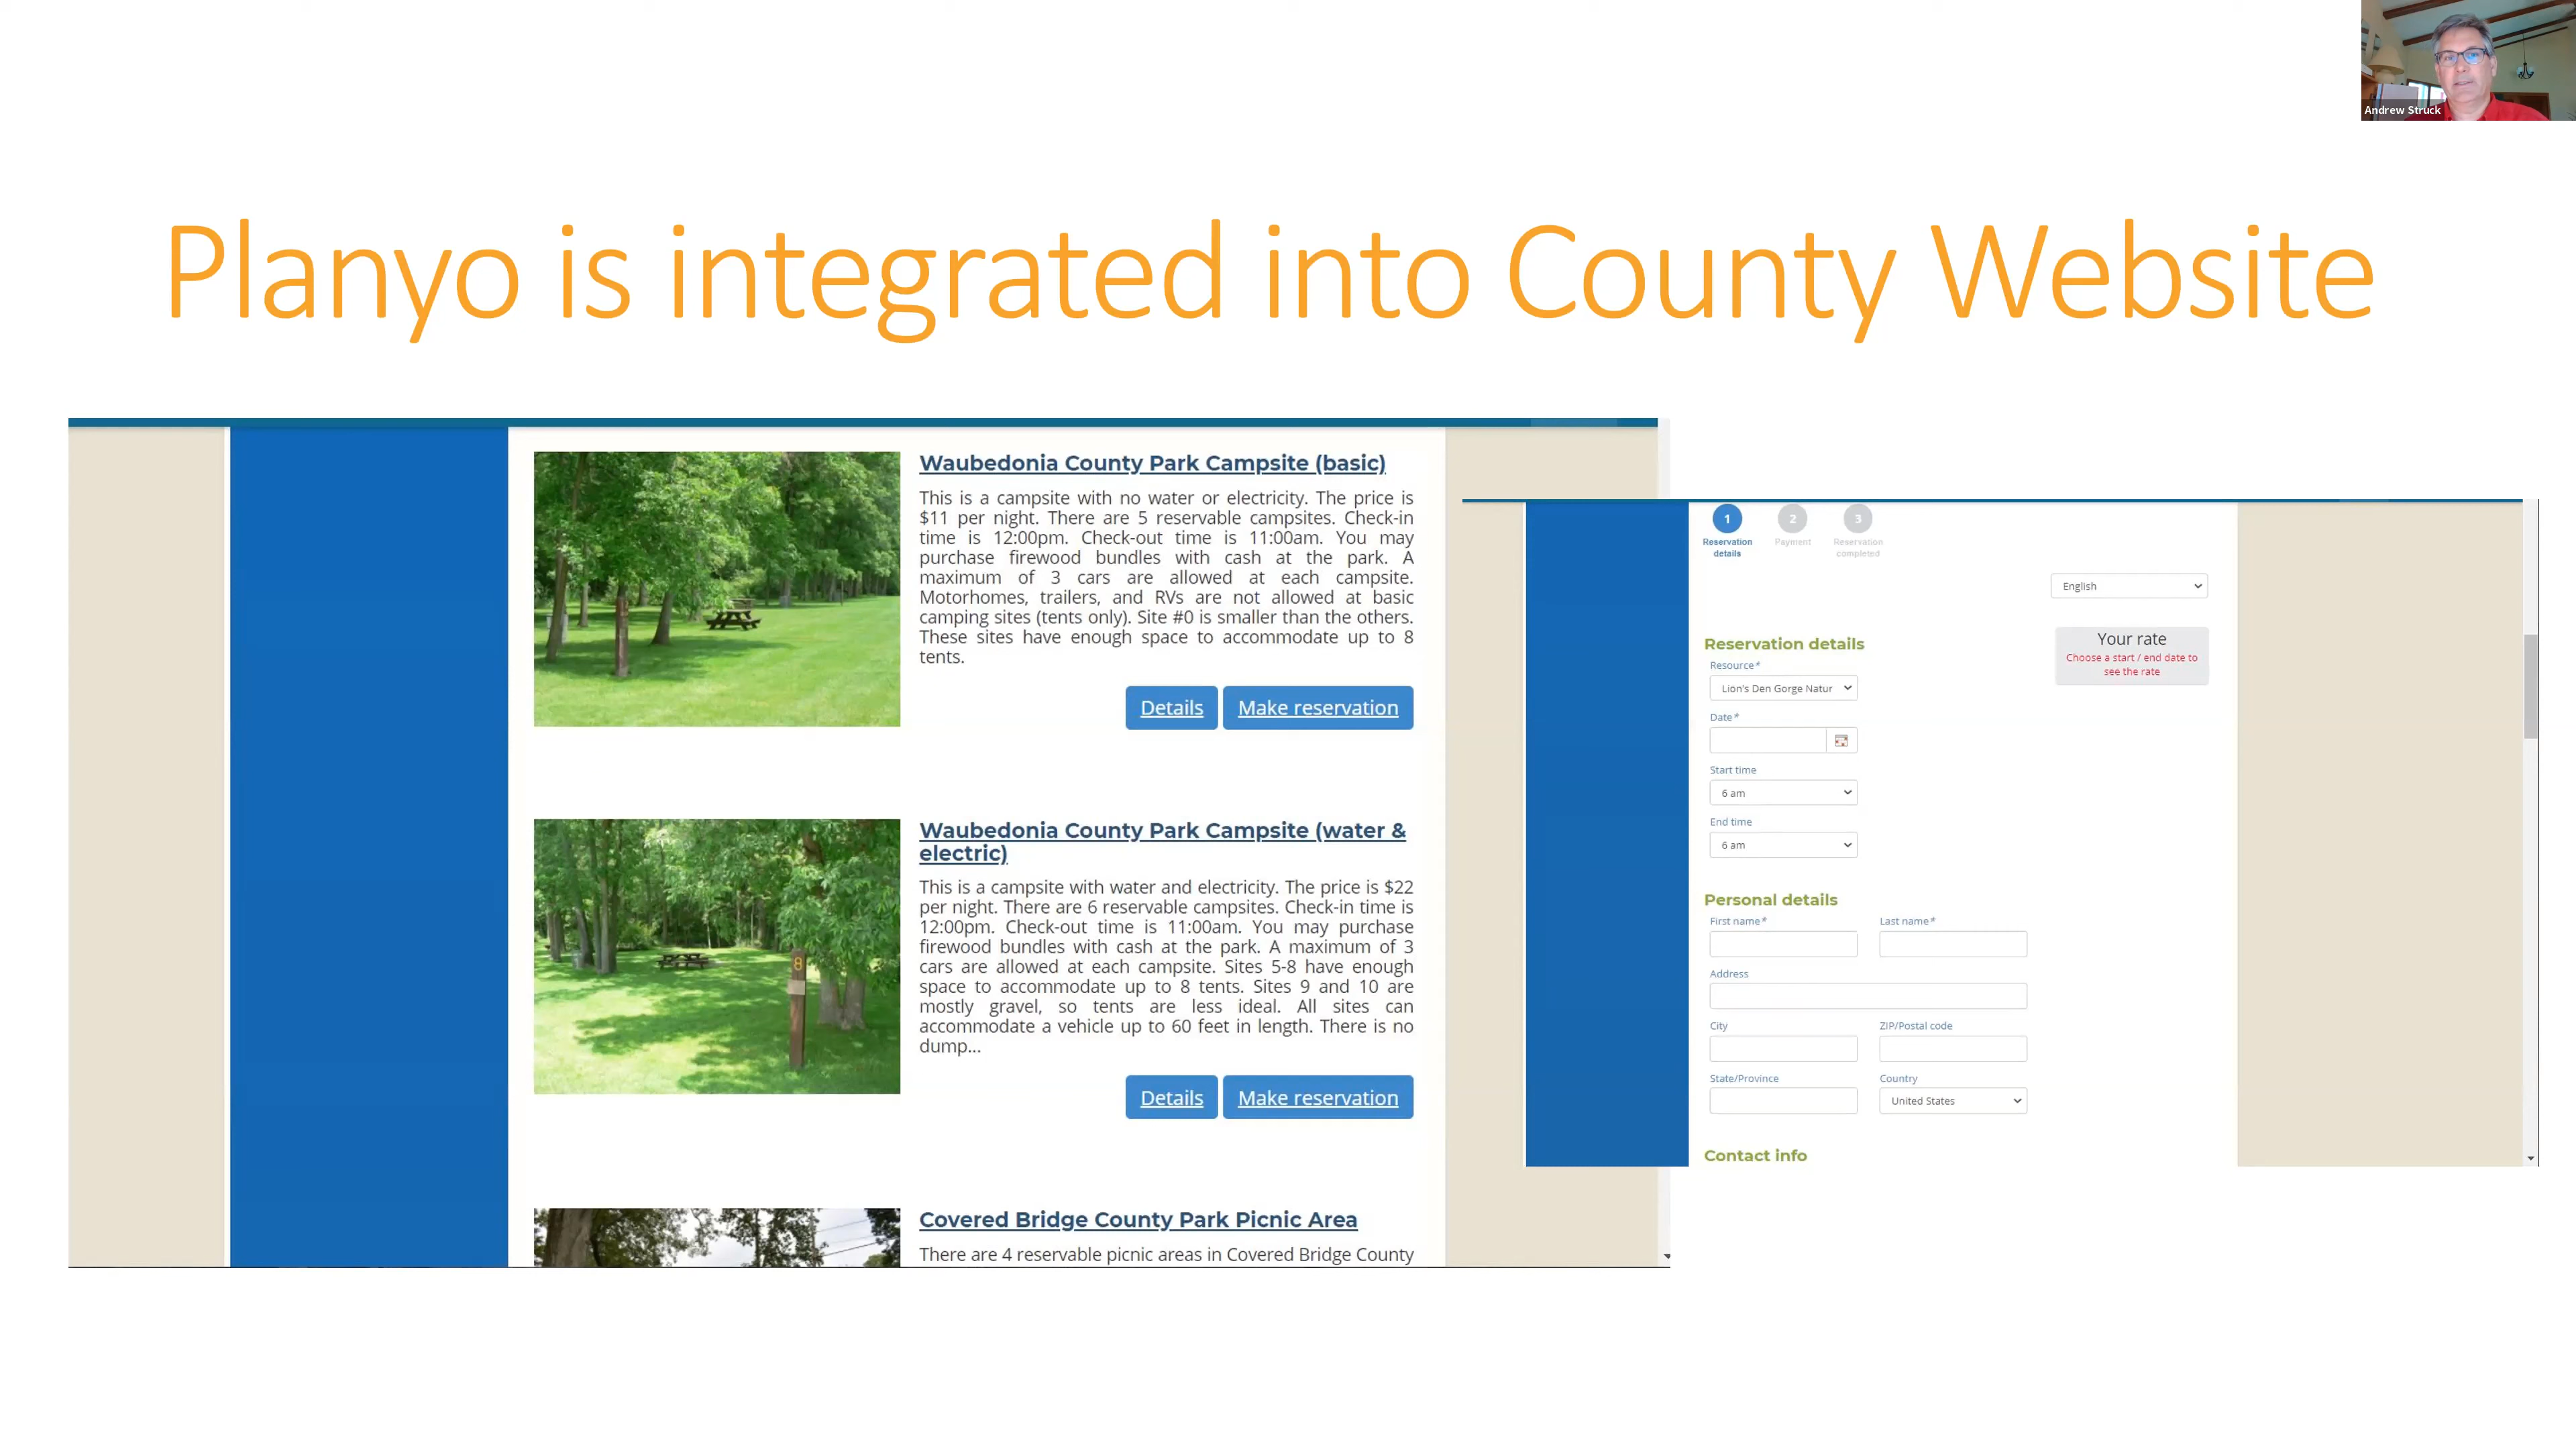 Andrew Struck
Planyo is integrated into County Website
Waubedonia County Park Campsite (basic)
This is a campsite with no water or electricity. The price is
$11 per night. There are 5 reservable campsites. Check-in
time is 12:00pm. Check-out time is 11:00am. You may
purchase firewood bundles with cash at the park. A
maximum of 3 cars are allowed at each campsite.
Motorhomes, trailers, and RVs are not allowed at basic
camping sites (tents only). Site #0 is smaller than the others.
These sites have enough space to accommodate up to 8
tents.
Details
Make reservation
8
Waubedonia County Park Campsite (water &
electric)
This is a campsite with water and electricity. The price is $22
per night. There are 6 reservable campsites. Check-in time is
12:00pm. Check-out time is 11:00am. You may purchase
firewood bundles with cash at the park. A maximum of 3
cars are allowed at each campsite. Sites 5-8 have enough
space to accommodate up to 8 tents. Sites 9 and 10 are
mostly gravel, so tents are less ideal. All sites can
accommodate a vehicle up to 60 feet in length. There is no
dump...
Details
Make reservation
Covered Bridge County Park Picnic Area
There are 4 reservable picnic areas in Covered Bridge County
1
2
3
Reservation
details
Payment
Reservation
completed
English
Your rate
Choose a start / end date to
see the rate
Reservation details
Resource*
Lion's Den Gorge Natur
Date*
Start time
6 am
End time
6 am
Personal details
First name*
Last name*
Address
City
ZIP/Postal code
State/Province
Country
United States
Contact info